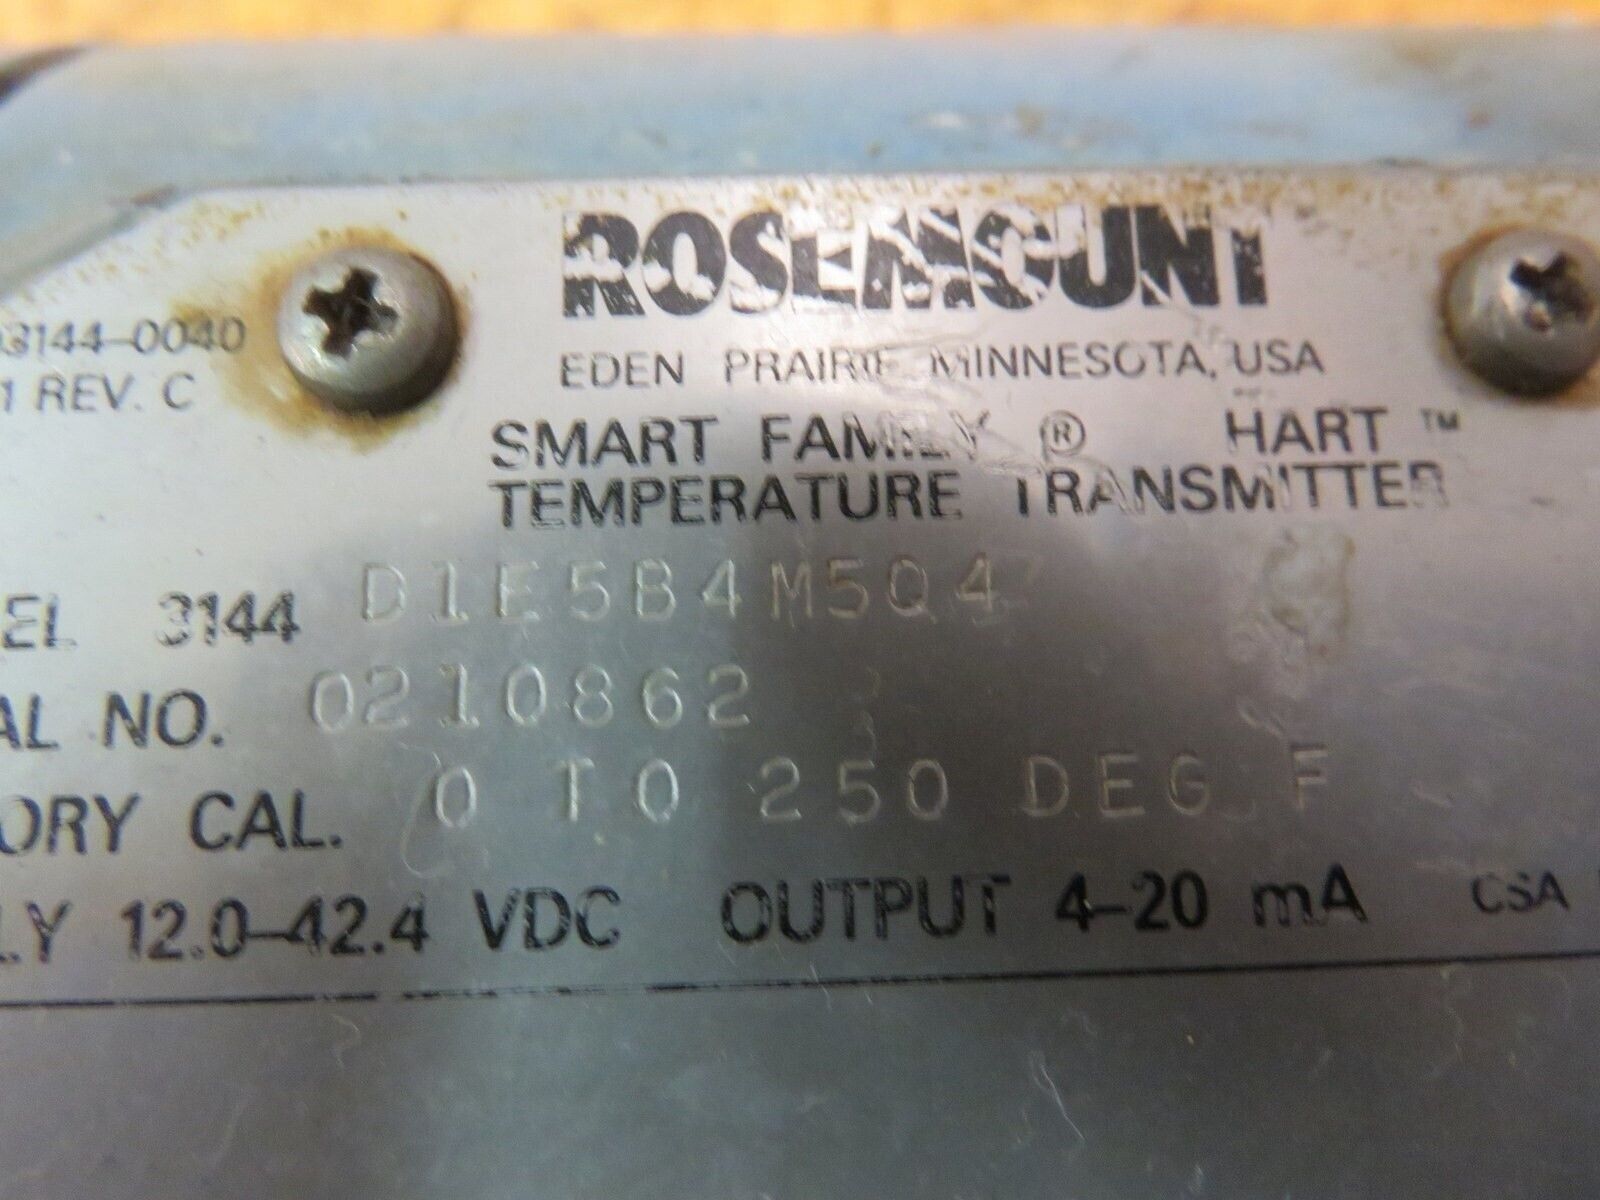 ROSEMOUNT
03144-0040
1 REV. C
EDEN PRAIRIE, MINNESOTA, USA
SMART FAMILY ® HART ™
TEMPERATURE TRANSMITTER
EL 3144 D1E5B4M5Q4
AL NO. 0210862
ORY CAL. 0 TO 250 DEG F
LY 12.0-42.4 VDC OUTPUT 4-20 mA CSA